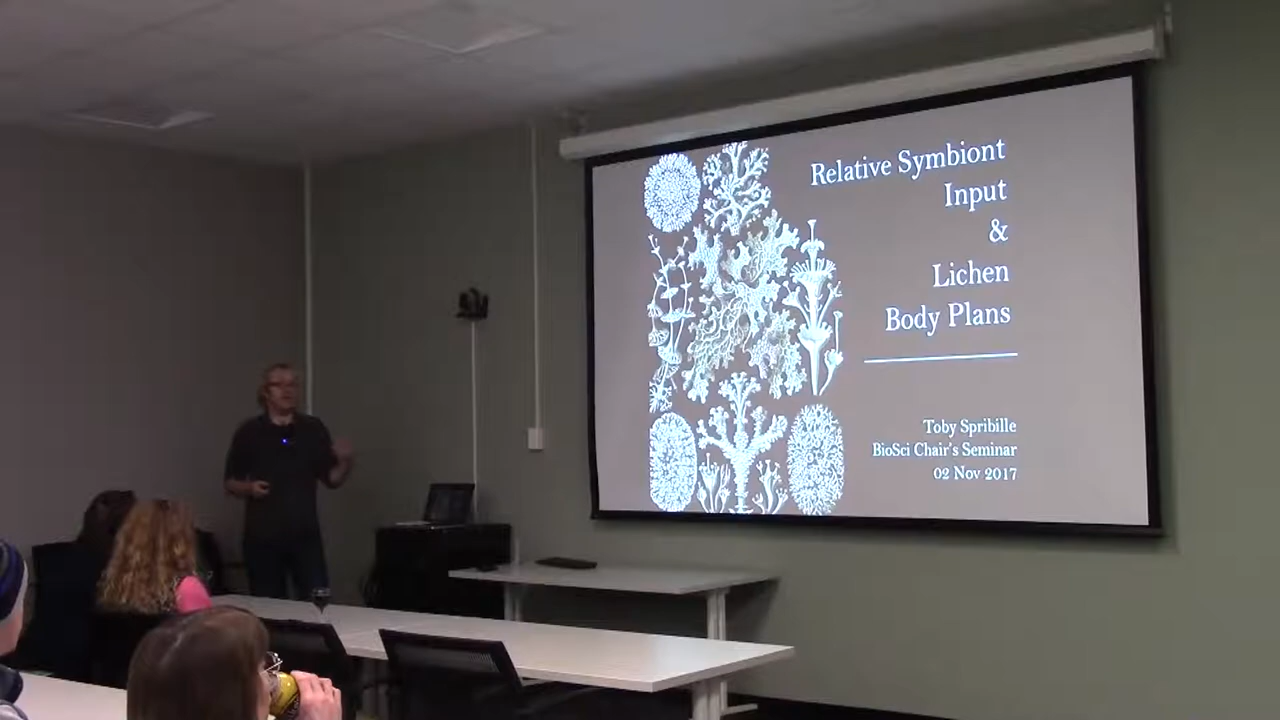 Relative Symbiont
Input
&
Lichen
Body Plans
Toby Spribille
BioSci Chair's Seminar
02 Nov 2017